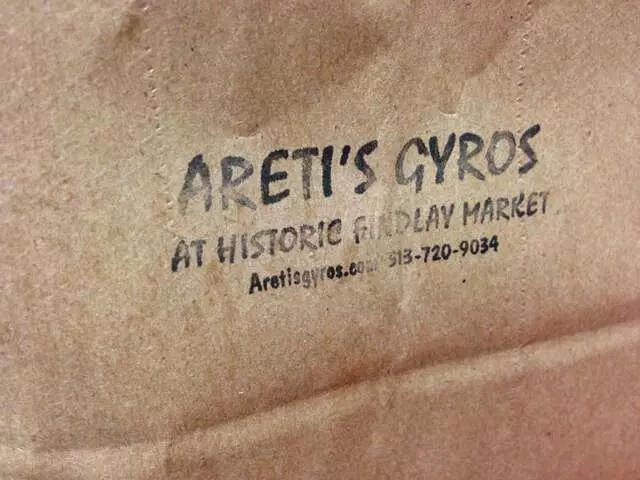 ARETI'S GYROS
AT HISTORIC FINDLAY MARKET
Aretisgyros.com 513-720-9034